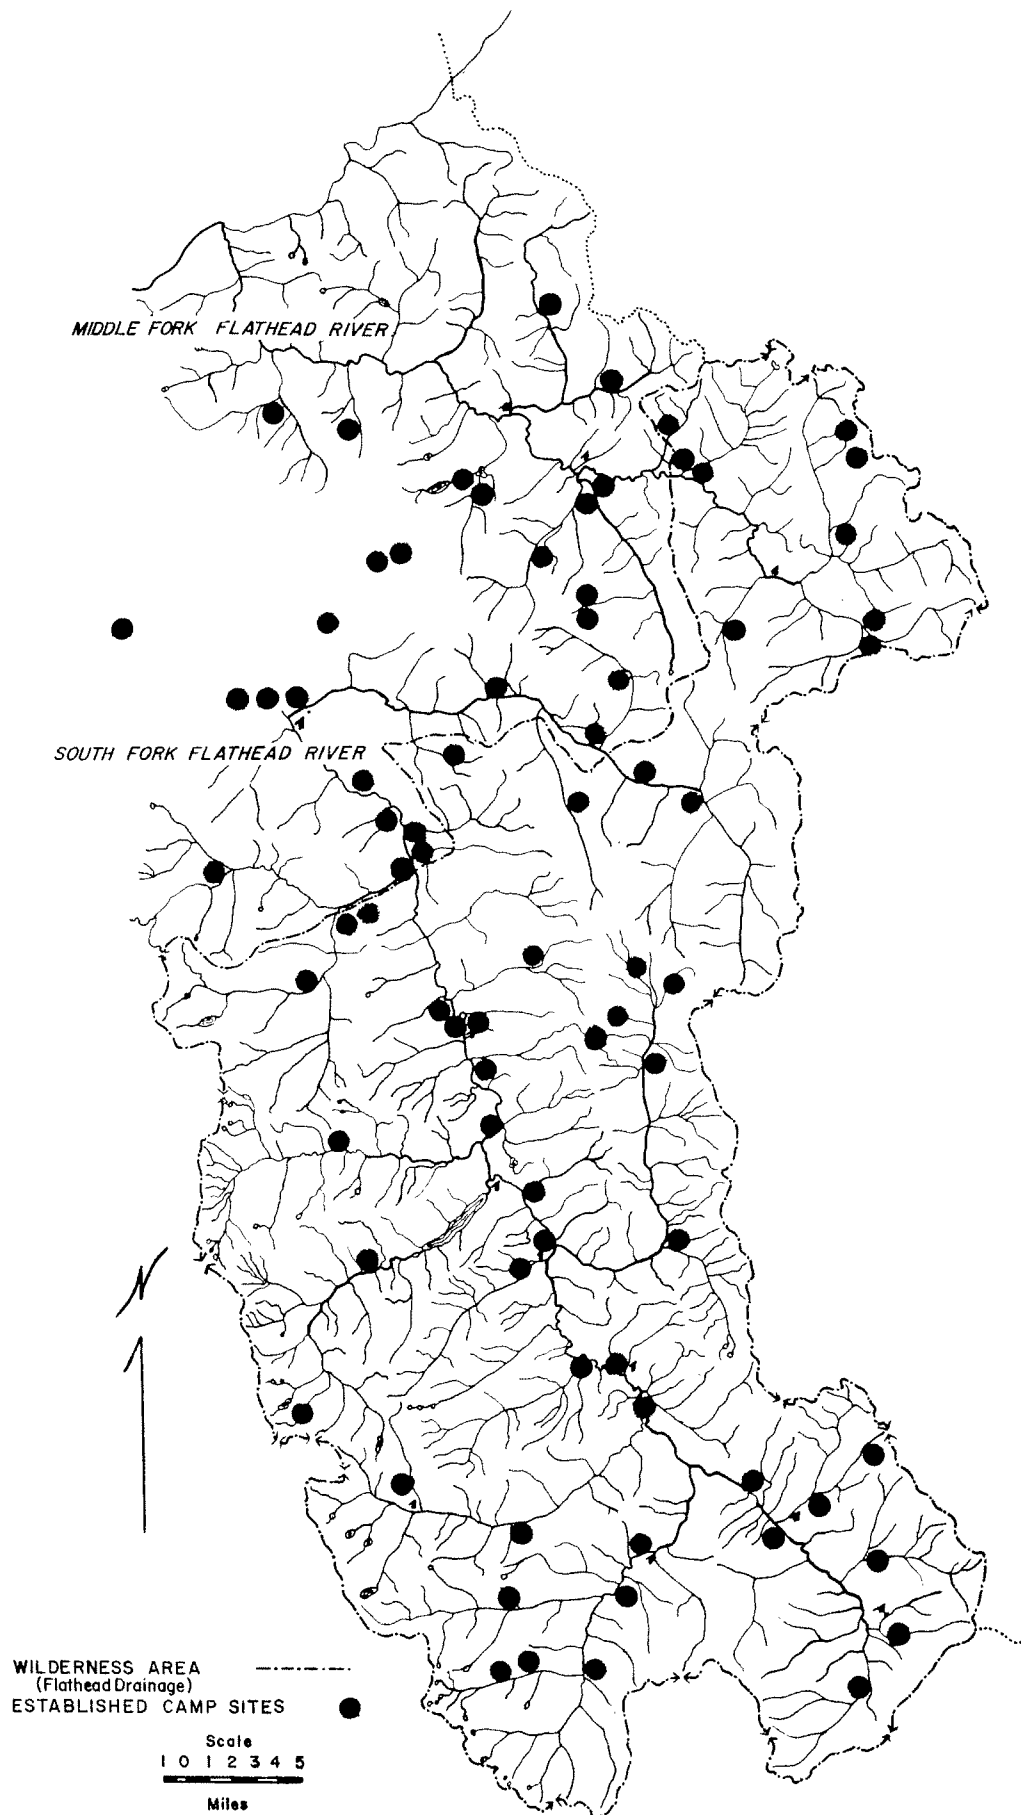 MIDDLE FORK FLATHEAD RIVER
SOUTH FORK FLATHEAD RIVER
N
WILDERNESS AREA
(Flathead Drainage)
ESTABLISHED CAMP SITES
Scale
1 0 1 2 3 4 5
Miles